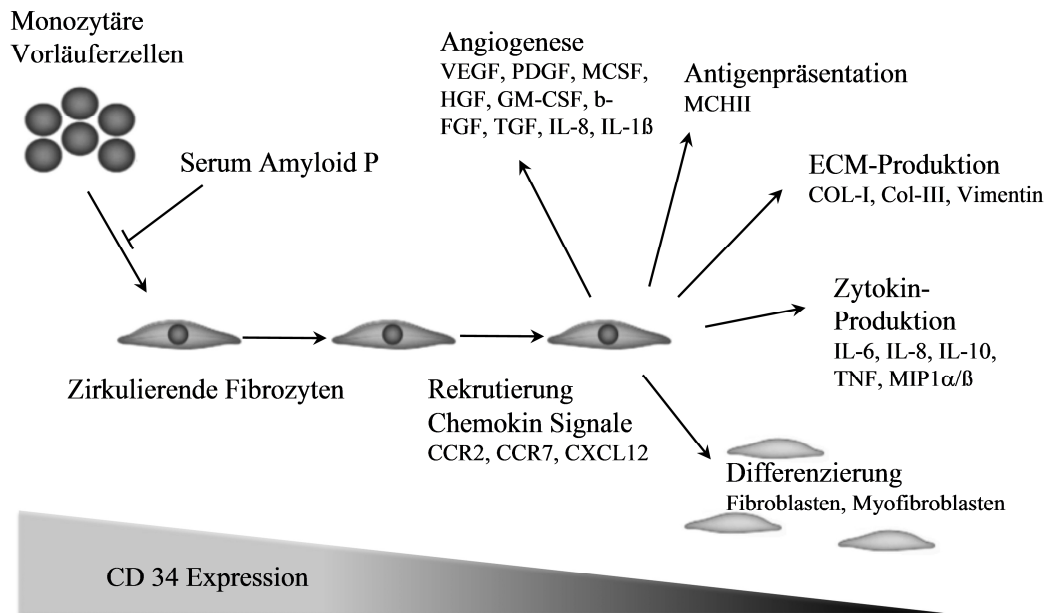 Monozytäre
Vorläuferzellen
Serum Amyloid P
Angiogenese
VEGF, PDGF, MCSF,
HGF, GM-CSF, b-
FGF, TGF, IL-8, IL-1ß
Antigenpräsentation
MCHII
ECM-Produktion
COL-I, Col-III, Vimentin
Zytokin-
Produktion
IL-6, IL-8, IL-10,
TNF, MIP1α/ß
Zirkulierende Fibrozyten
Rekrutierung
Chemokin Signale
CCR2, CCR7, CXCL12
Differenzierung
Fibroblasten, Myofibroblasten
CD 34 Expression